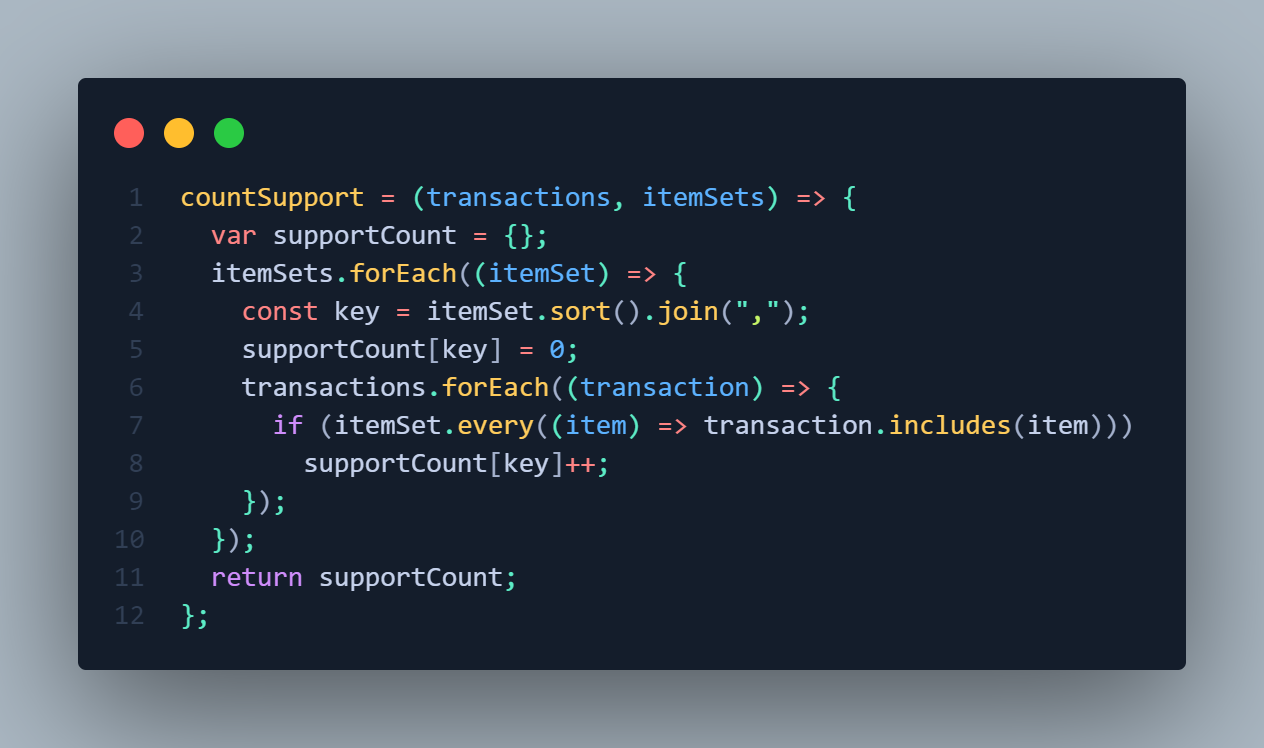 1 countSupport = (transactions, itemSets) => {
2   var supportCount = {};
3   itemSets.forEach((itemSet) => {
4     const key = itemSet.sort().join(",");
5     supportCount[key] = 0;
6     transactions.forEach((transaction) => {
7       if (itemSet.every((item) => transaction.includes(item)))
8         supportCount[key]++;
9     });
10   });
11   return supportCount;
12 };